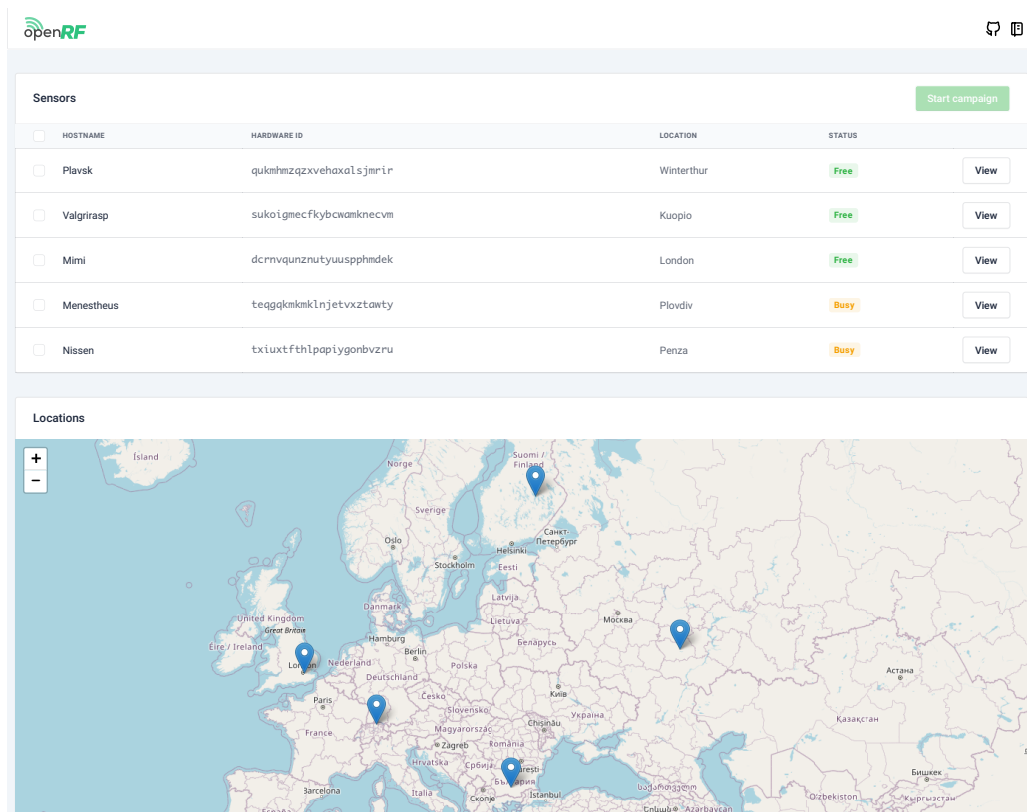 openRF
Sensors
Start campaign
HOSTNAME HARDWARE ID LOCATION STATUS
Plavsk qukmhmzqzxvehaxalsjmrir Winterthur Free View
Valgrirasp sukoigmecfkybcwamknecvm Kuopio Free View
Mimi dcrnvqunznutyuuspphmdek London Free View
Menestheus teqgqkmkmklnjetvxztawty Plovdiv Busy View
Nissen txiuxtfthlpapiygonbvzru Penza Busy View
Locations
+
−
Ísland
Suomi /
Finland
Norge
Sverige
Oslo
Санкт-
Петербург
Helsinki
Stockholm
Eesti
Latvija
Danmark
Lietuva
Москва
United Kingdom
Great Britain
Hamburg
Беларусь
Éire / Ireland
Berlin
London
Nederland
Polska
Deutschland
Астана
Paris
Česko
Київ
Slovensko
Україна
Chișinău
Қазақстан
France
Magyarország
Zagreb
România
Hrvatska
Србија
Бишкек
България
Barcelona
Italia
Istanbul
Скопје
O'zbekiston
Кыргызстан
Azərbaycan
España